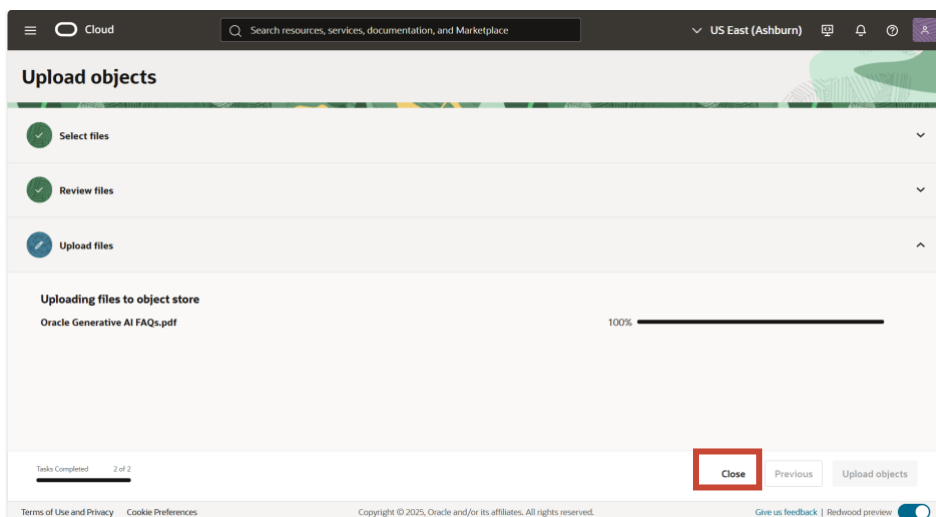 Cloud
Search resources, services, documentation, and Marketplace
US East (Ashburn)
Upload objects
Select files
Review files
Upload files
Uploading files to object store
Oracle Generative AI FAQs.pdf
100%
Tasks Completed 2 of 2
Close
Previous
Upload objects
Terms of Use and Privacy Cookie Preferences Copyright © 2025, Oracle and/or its affiliates. All rights reserved. Give us feedback | Redwood preview